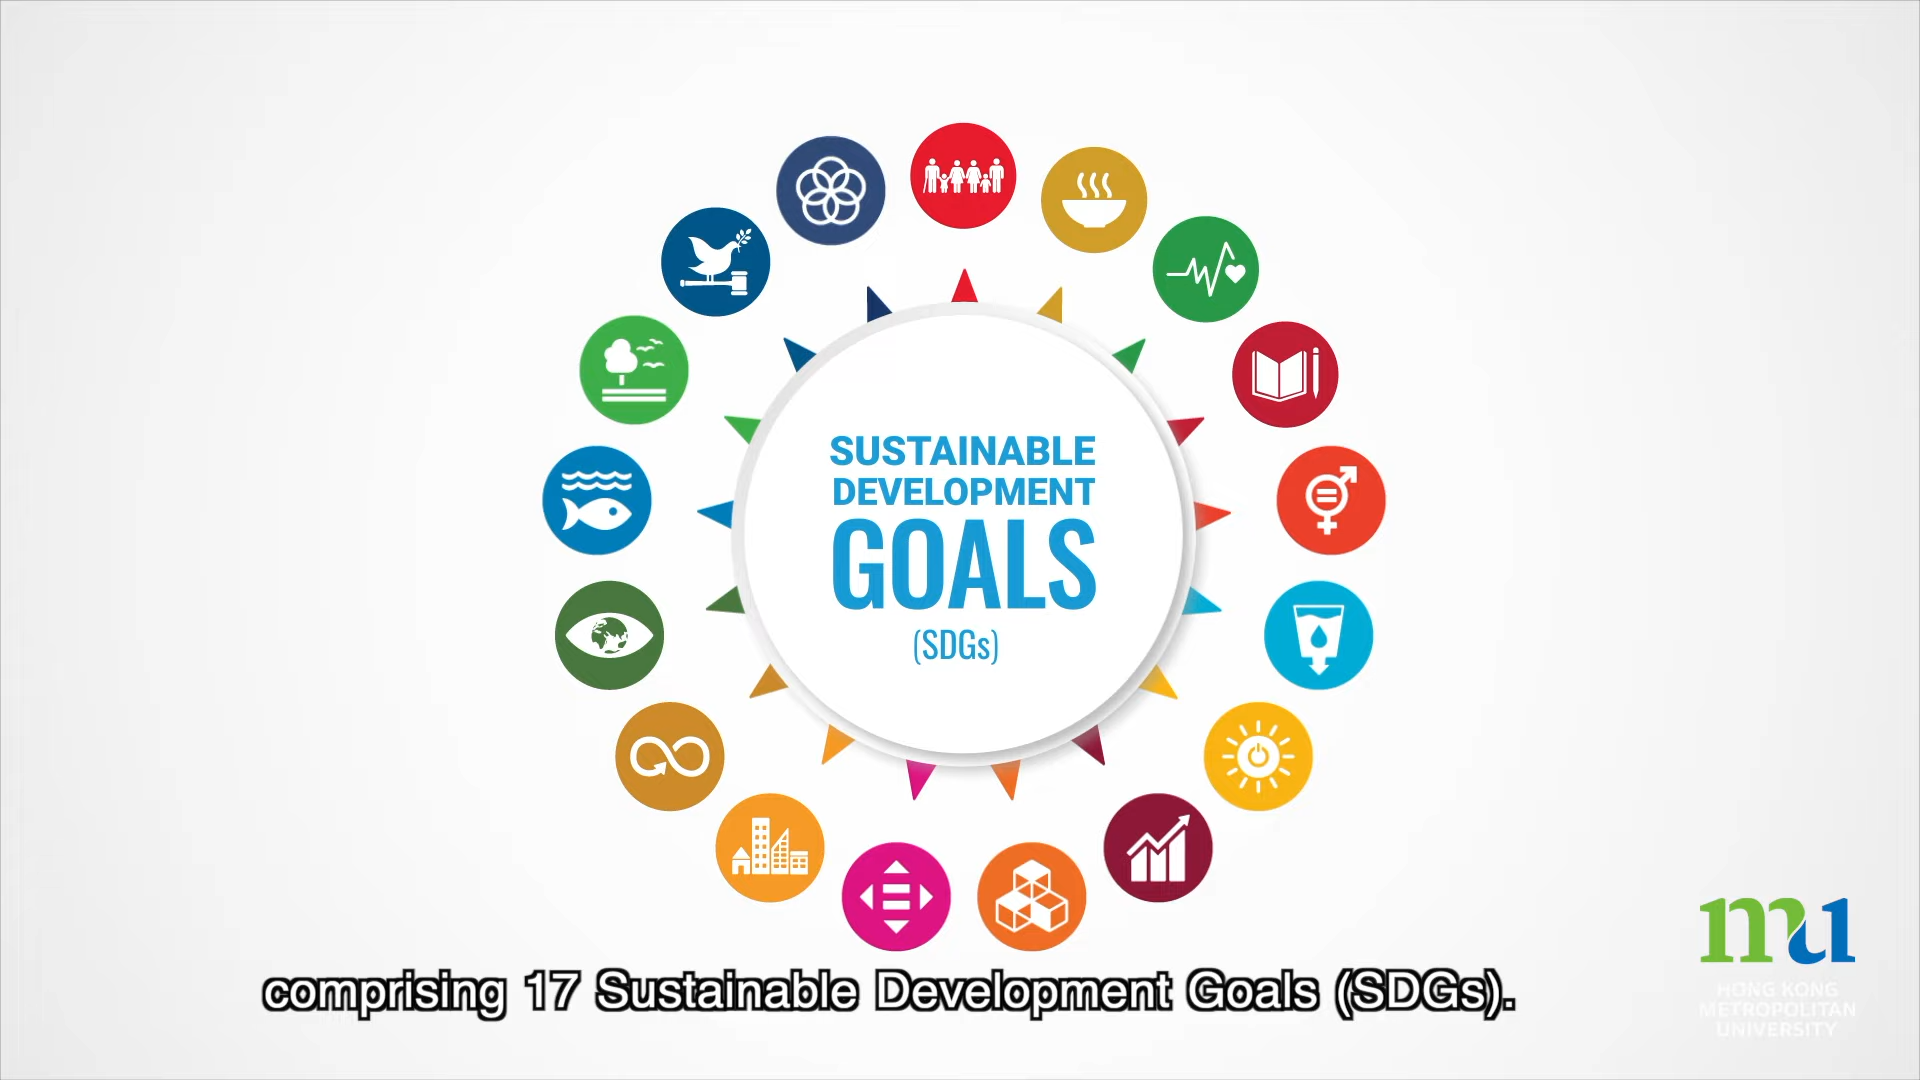 SUSTAINABLE
DEVELOPMENT
GOALS
(SDGs)
comprising 17 Sustainable Development Goals (SDGs).
mu
HONG KONG
METROPOLITAN
UNIVERSITY